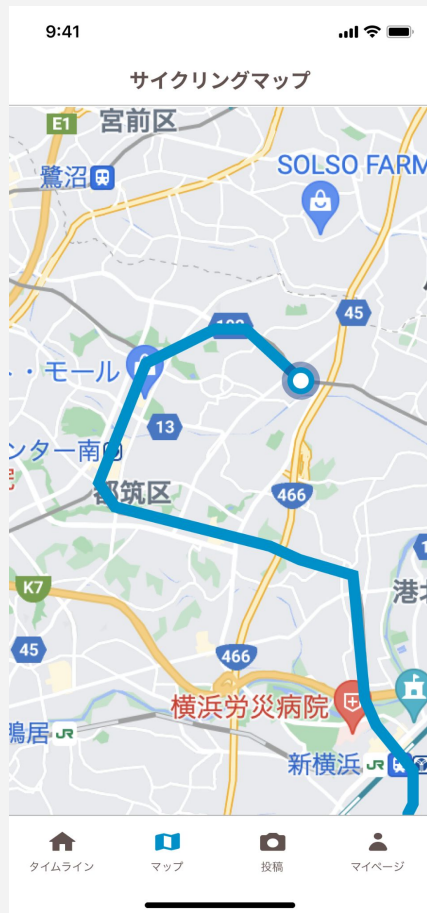 9:41
サイクリングマップ
E1
宮前区
鷺沼
SOLSO FARM
45
・モール
13
ンター南
都筑区
466
K7
港北
45
466
横浜労災病院
鴨居
JR
新横浜
JR
タイムライン
マップ
投稿
マイページ